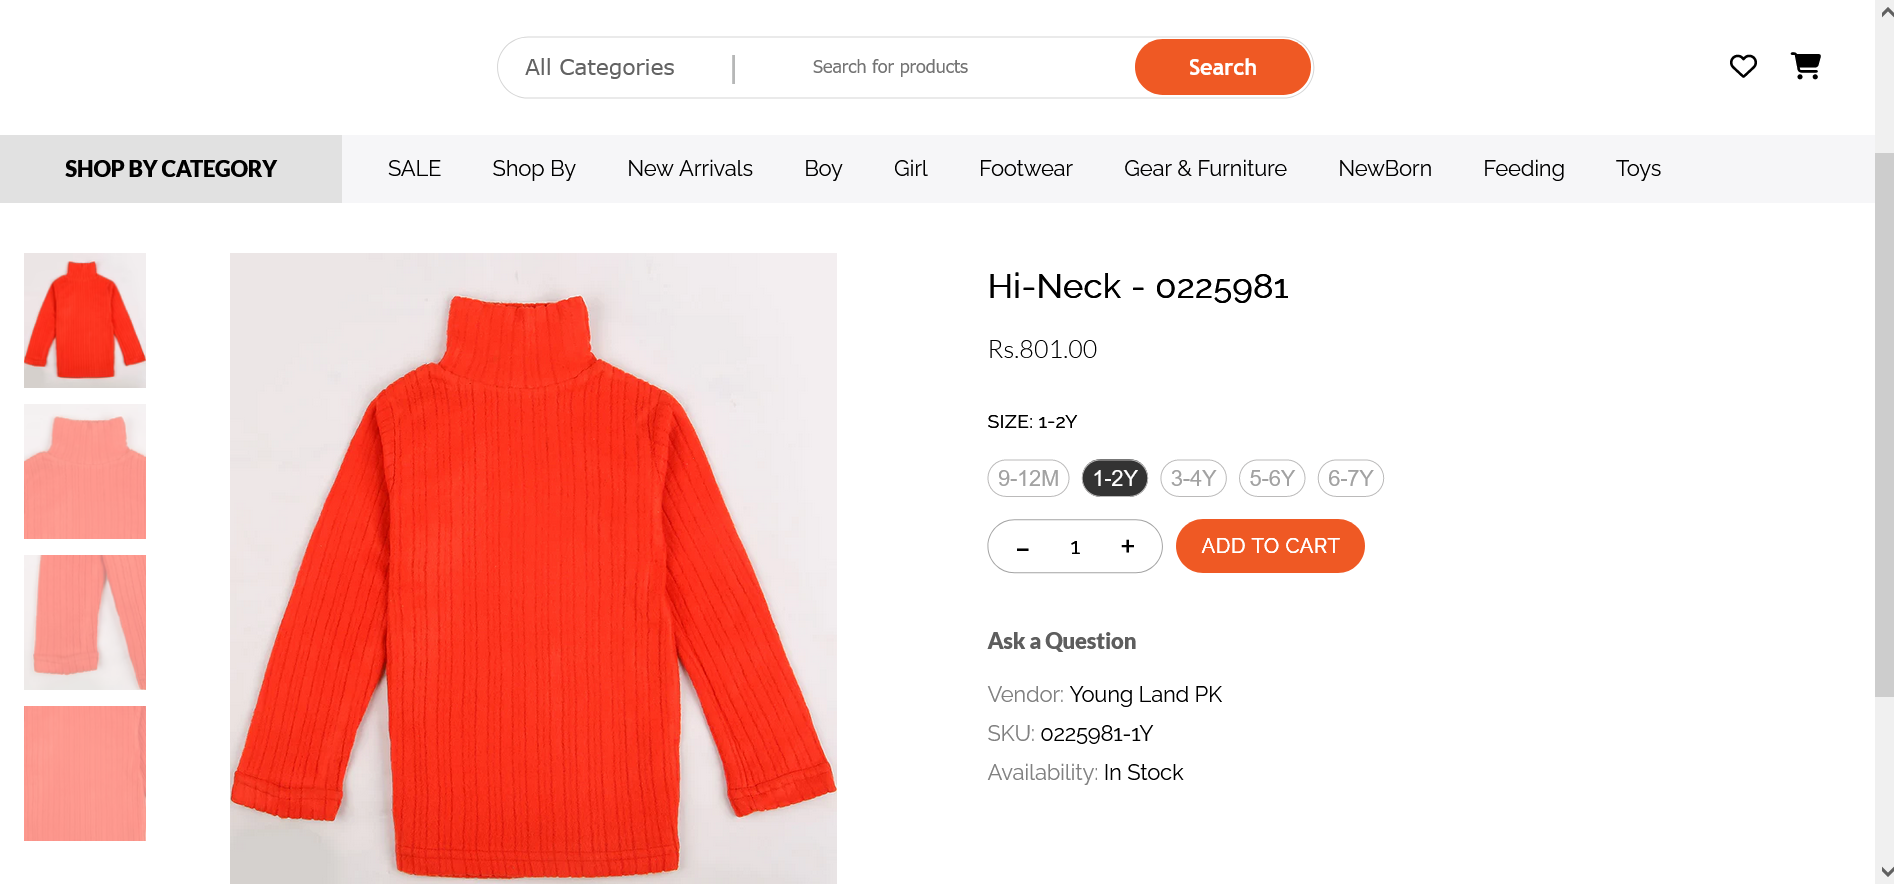 All Categories | Search for products Search
SHOP BY CATEGORY SALE Shop By New Arrivals Boy Girl Footwear Gear & Furniture NewBorn Feeding Toys
Hi-Neck - 0225981
Rs.801.00
SIZE: 1-2Y
9-12M 1-2Y 3-4Y 5-6Y 6-7Y
- 1 + ADD TO CART
Ask a Question
Vendor: Young Land PK
SKU: 0225981-1Y
Availability: In Stock